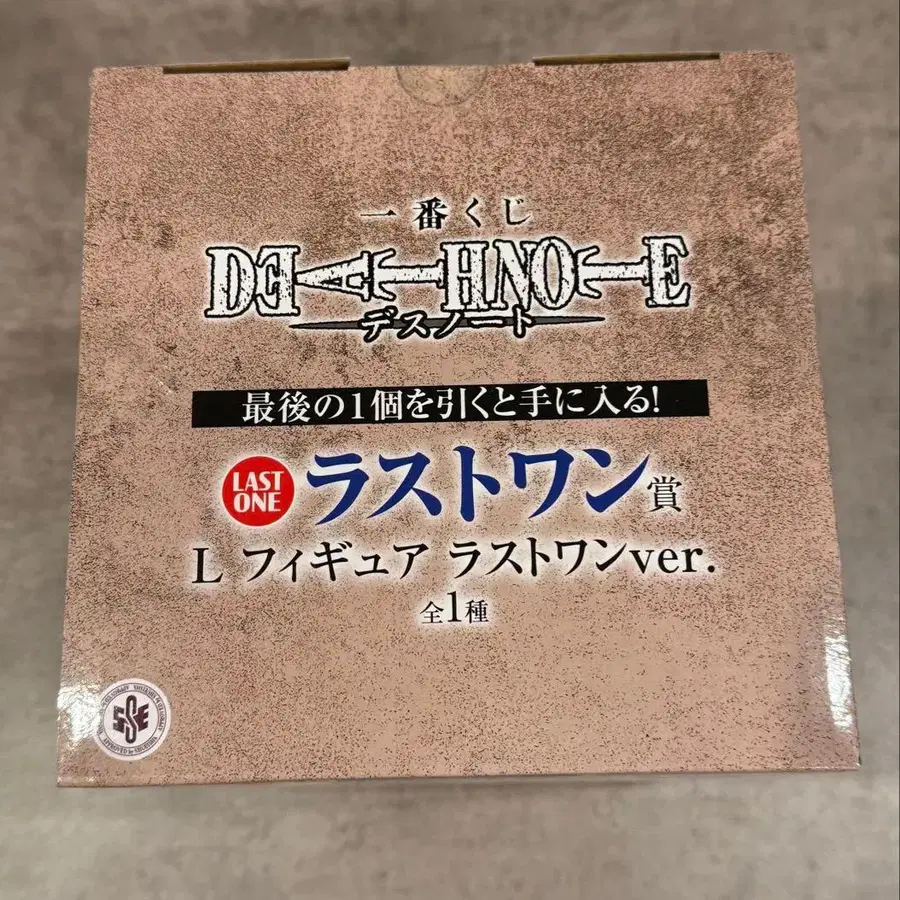 一番くじ
DEATHNOTE
デスノート
最後の1個を引くと手に入る!
LAST
ONE
ラストワン賞
L フィギュア ラストワンver.
全1種